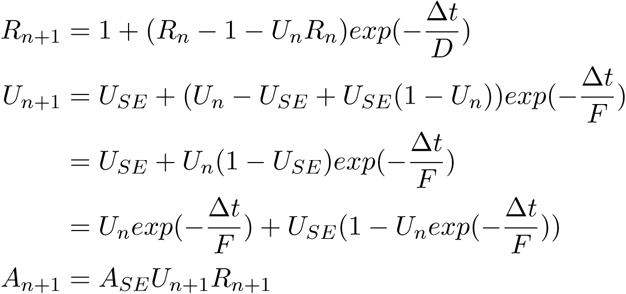 R_{n+1} = 1 + (R_n - 1 - U_n R_n)exp(-\frac{\Delta t}{D})
U_{n+1} = U_{SE} + (U_n - U_{SE} + U_{SE}(1 - U_n))exp(-\frac{\Delta t}{F})
= U_{SE} + U_n(1 - U_{SE})exp(-\frac{\Delta t}{F})
= U_n exp(-\frac{\Delta t}{F}) + U_{SE}(1 - U_n exp(-\frac{\Delta t}{F}))
A_{n+1} = A_{SE}U_{n+1}R_{n+1}